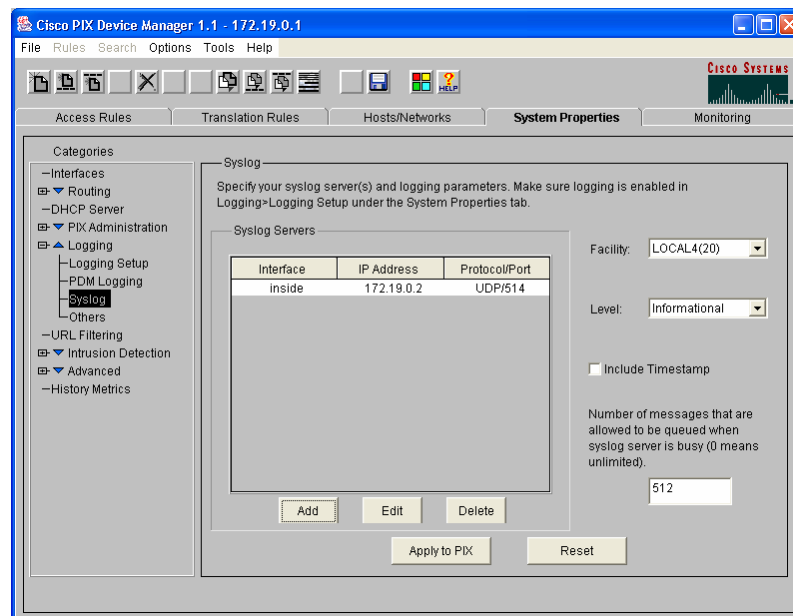 Cisco PIX Device Manager 1.1 - 172.19.0.1
File Rules Search Options Tools Help
HELP
CISCO SYSTEMS
Access Rules Translation Rules Hosts/Networks System Properties Monitoring
Categories
Interfaces
Routing
DHCP Server
PIX Administration
Logging
Logging Setup
PDM Logging
Syslog
Others
URL Filtering
Intrusion Detection
Advanced
History Metrics
Syslog
Specify your syslog server(s) and logging parameters. Make sure logging is enabled in
Logging>Logging Setup under the System Properties tab.
Syslog Servers
Interface IP Address Protocol/Port
inside 172.19.0.2 UDP/514
Add Edit Delete
Facility: LOCAL4(20)
Level: Informational
Include Timestamp
Number of messages that are
allowed to be queued when
syslog server is busy (0 means
unlimited).
512
Apply to PIX Reset